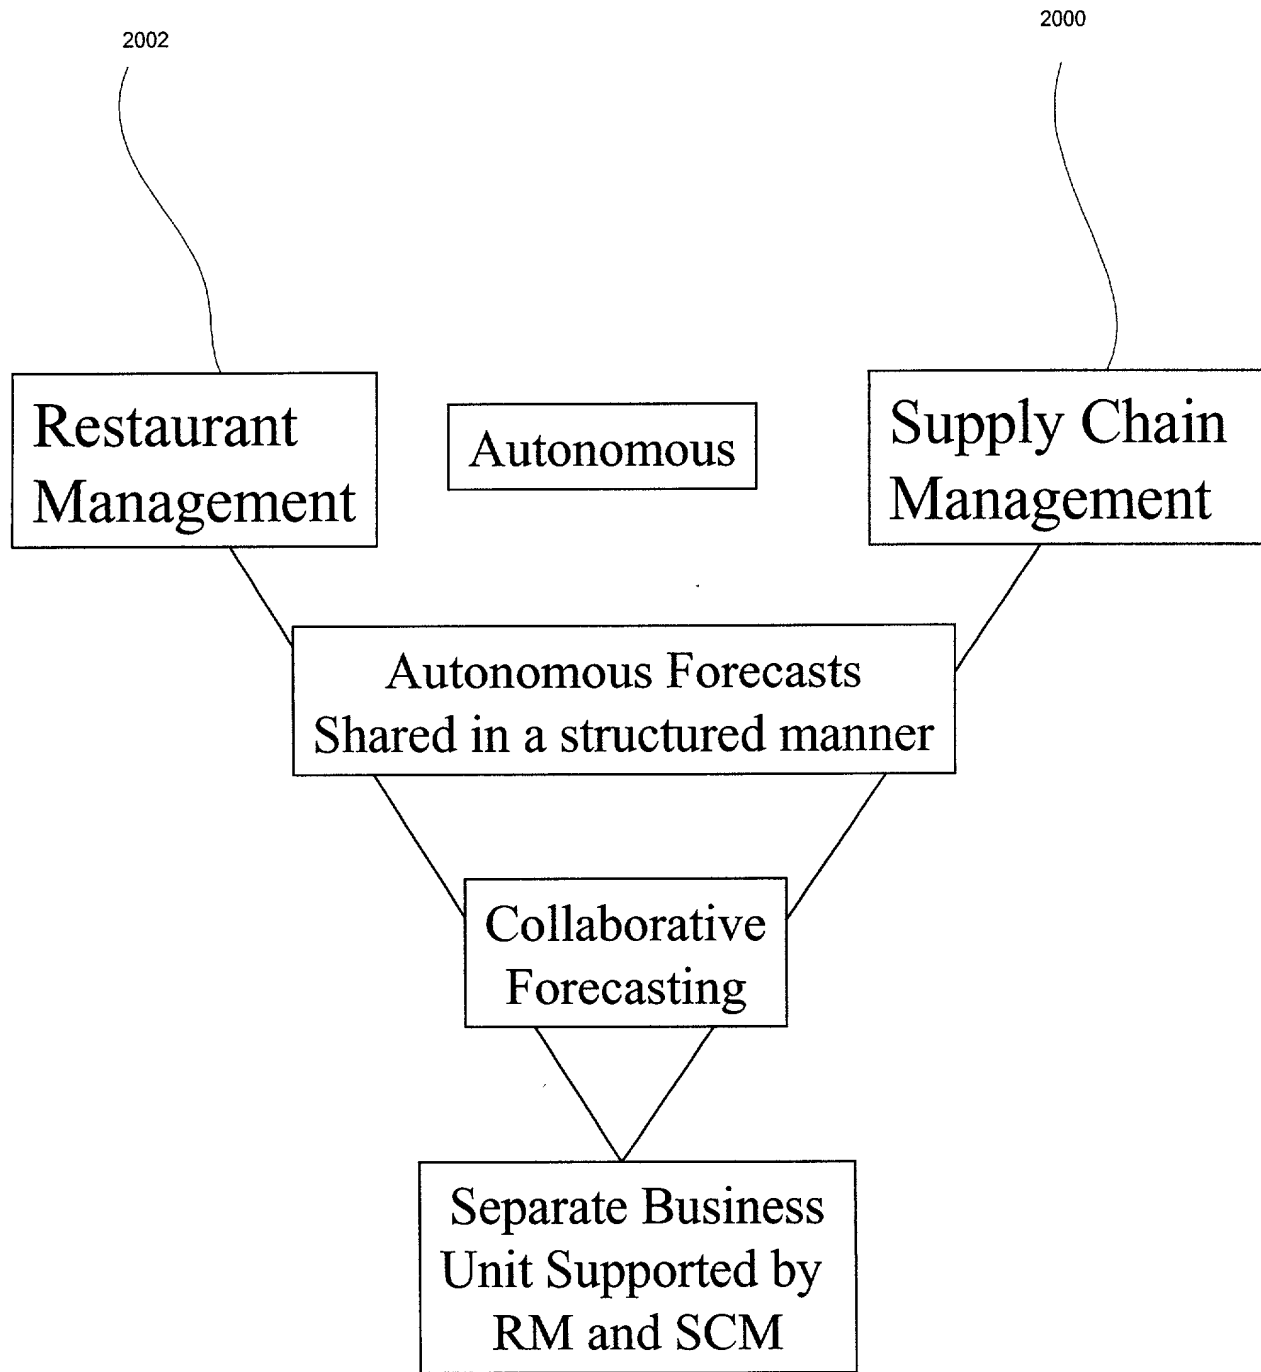 2002
2000
Restaurant
Management
Autonomous
Supply Chain
Management
Autonomous Forecasts
Shared in a structured manner
Collaborative
Forecasting
Separate Business
Unit Supported by
RM and SCM